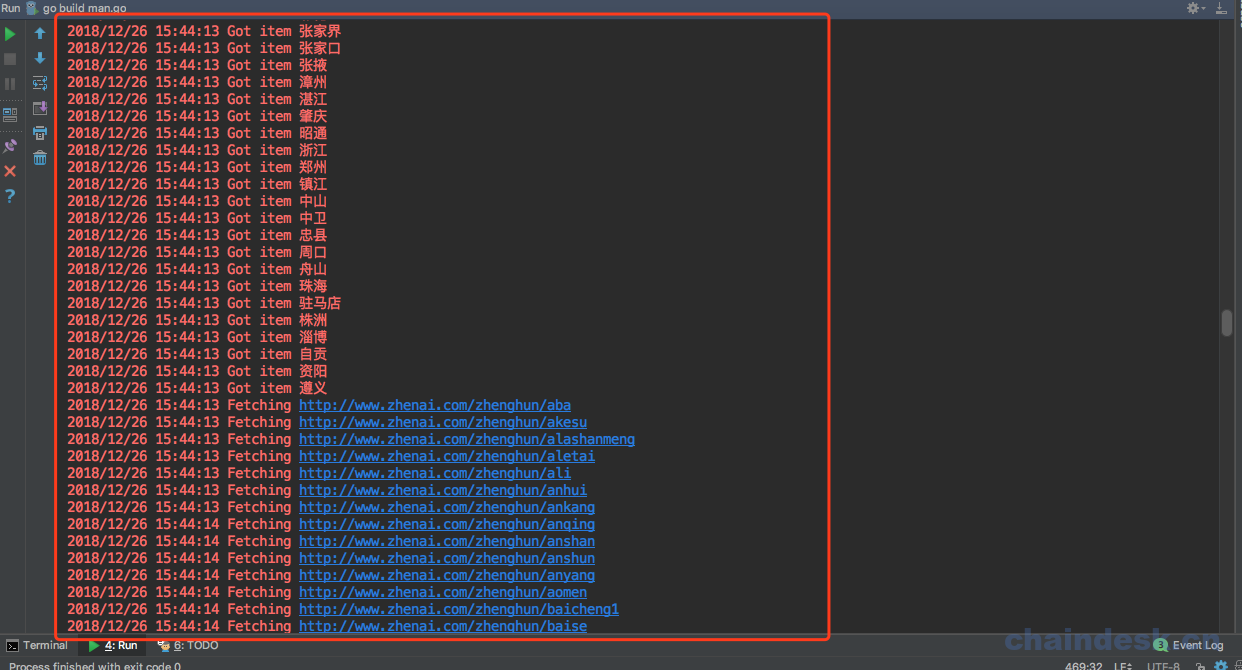 Run go build man.go
2018/12/26 15:44:13 Got item 张家界
2018/12/26 15:44:13 Got item 张家口
2018/12/26 15:44:13 Got item 张掖
2018/12/26 15:44:13 Got item 漳州
2018/12/26 15:44:13 Got item 湛江
2018/12/26 15:44:13 Got item 肇庆
2018/12/26 15:44:13 Got item 昭通
2018/12/26 15:44:13 Got item 浙江
2018/12/26 15:44:13 Got item 郑州
2018/12/26 15:44:13 Got item 镇江
2018/12/26 15:44:13 Got item 中山
2018/12/26 15:44:13 Got item 中卫
2018/12/26 15:44:13 Got item 忠县
2018/12/26 15:44:13 Got item 周口
2018/12/26 15:44:13 Got item 舟山
2018/12/26 15:44:13 Got item 珠海
2018/12/26 15:44:13 Got item 驻马店
2018/12/26 15:44:13 Got item 株洲
2018/12/26 15:44:13 Got item 淄博
2018/12/26 15:44:13 Got item 自贡
2018/12/26 15:44:13 Got item 资阳
2018/12/26 15:44:13 Got item 遵义
2018/12/26 15:44:13 Fetching http://www.zhenai.com/zhenghun/aba
2018/12/26 15:44:13 Fetching http://www.zhenai.com/zhenghun/akesu
2018/12/26 15:44:13 Fetching http://www.zhenai.com/zhenghun/alashanmeng
2018/12/26 15:44:13 Fetching http://www.zhenai.com/zhenghun/aletai
2018/12/26 15:44:13 Fetching http://www.zhenai.com/zhenghun/ali
2018/12/26 15:44:13 Fetching http://www.zhenai.com/zhenghun/anhui
2018/12/26 15:44:13 Fetching http://www.zhenai.com/zhenghun/ankang
2018/12/26 15:44:14 Fetching http://www.zhenai.com/zhenghun/anqing
2018/12/26 15:44:14 Fetching http://www.zhenai.com/zhenghun/anshan
2018/12/26 15:44:14 Fetching http://www.zhenai.com/zhenghun/anshun
2018/12/26 15:44:14 Fetching http://www.zhenai.com/zhenghun/anyang
2018/12/26 15:44:14 Fetching http://www.zhenai.com/zhenghun/aomen
2018/12/26 15:44:14 Fetching http://www.zhenai.com/zhenghun/baicheng1
2018/12/26 15:44:14 Fetching http://www.zhenai.com/zhenghun/baise
Terminal 4: Run 6: TODO chaindesk.cn 3 Event Log
Process finished with exit code 0 469:32 LF UTF-8